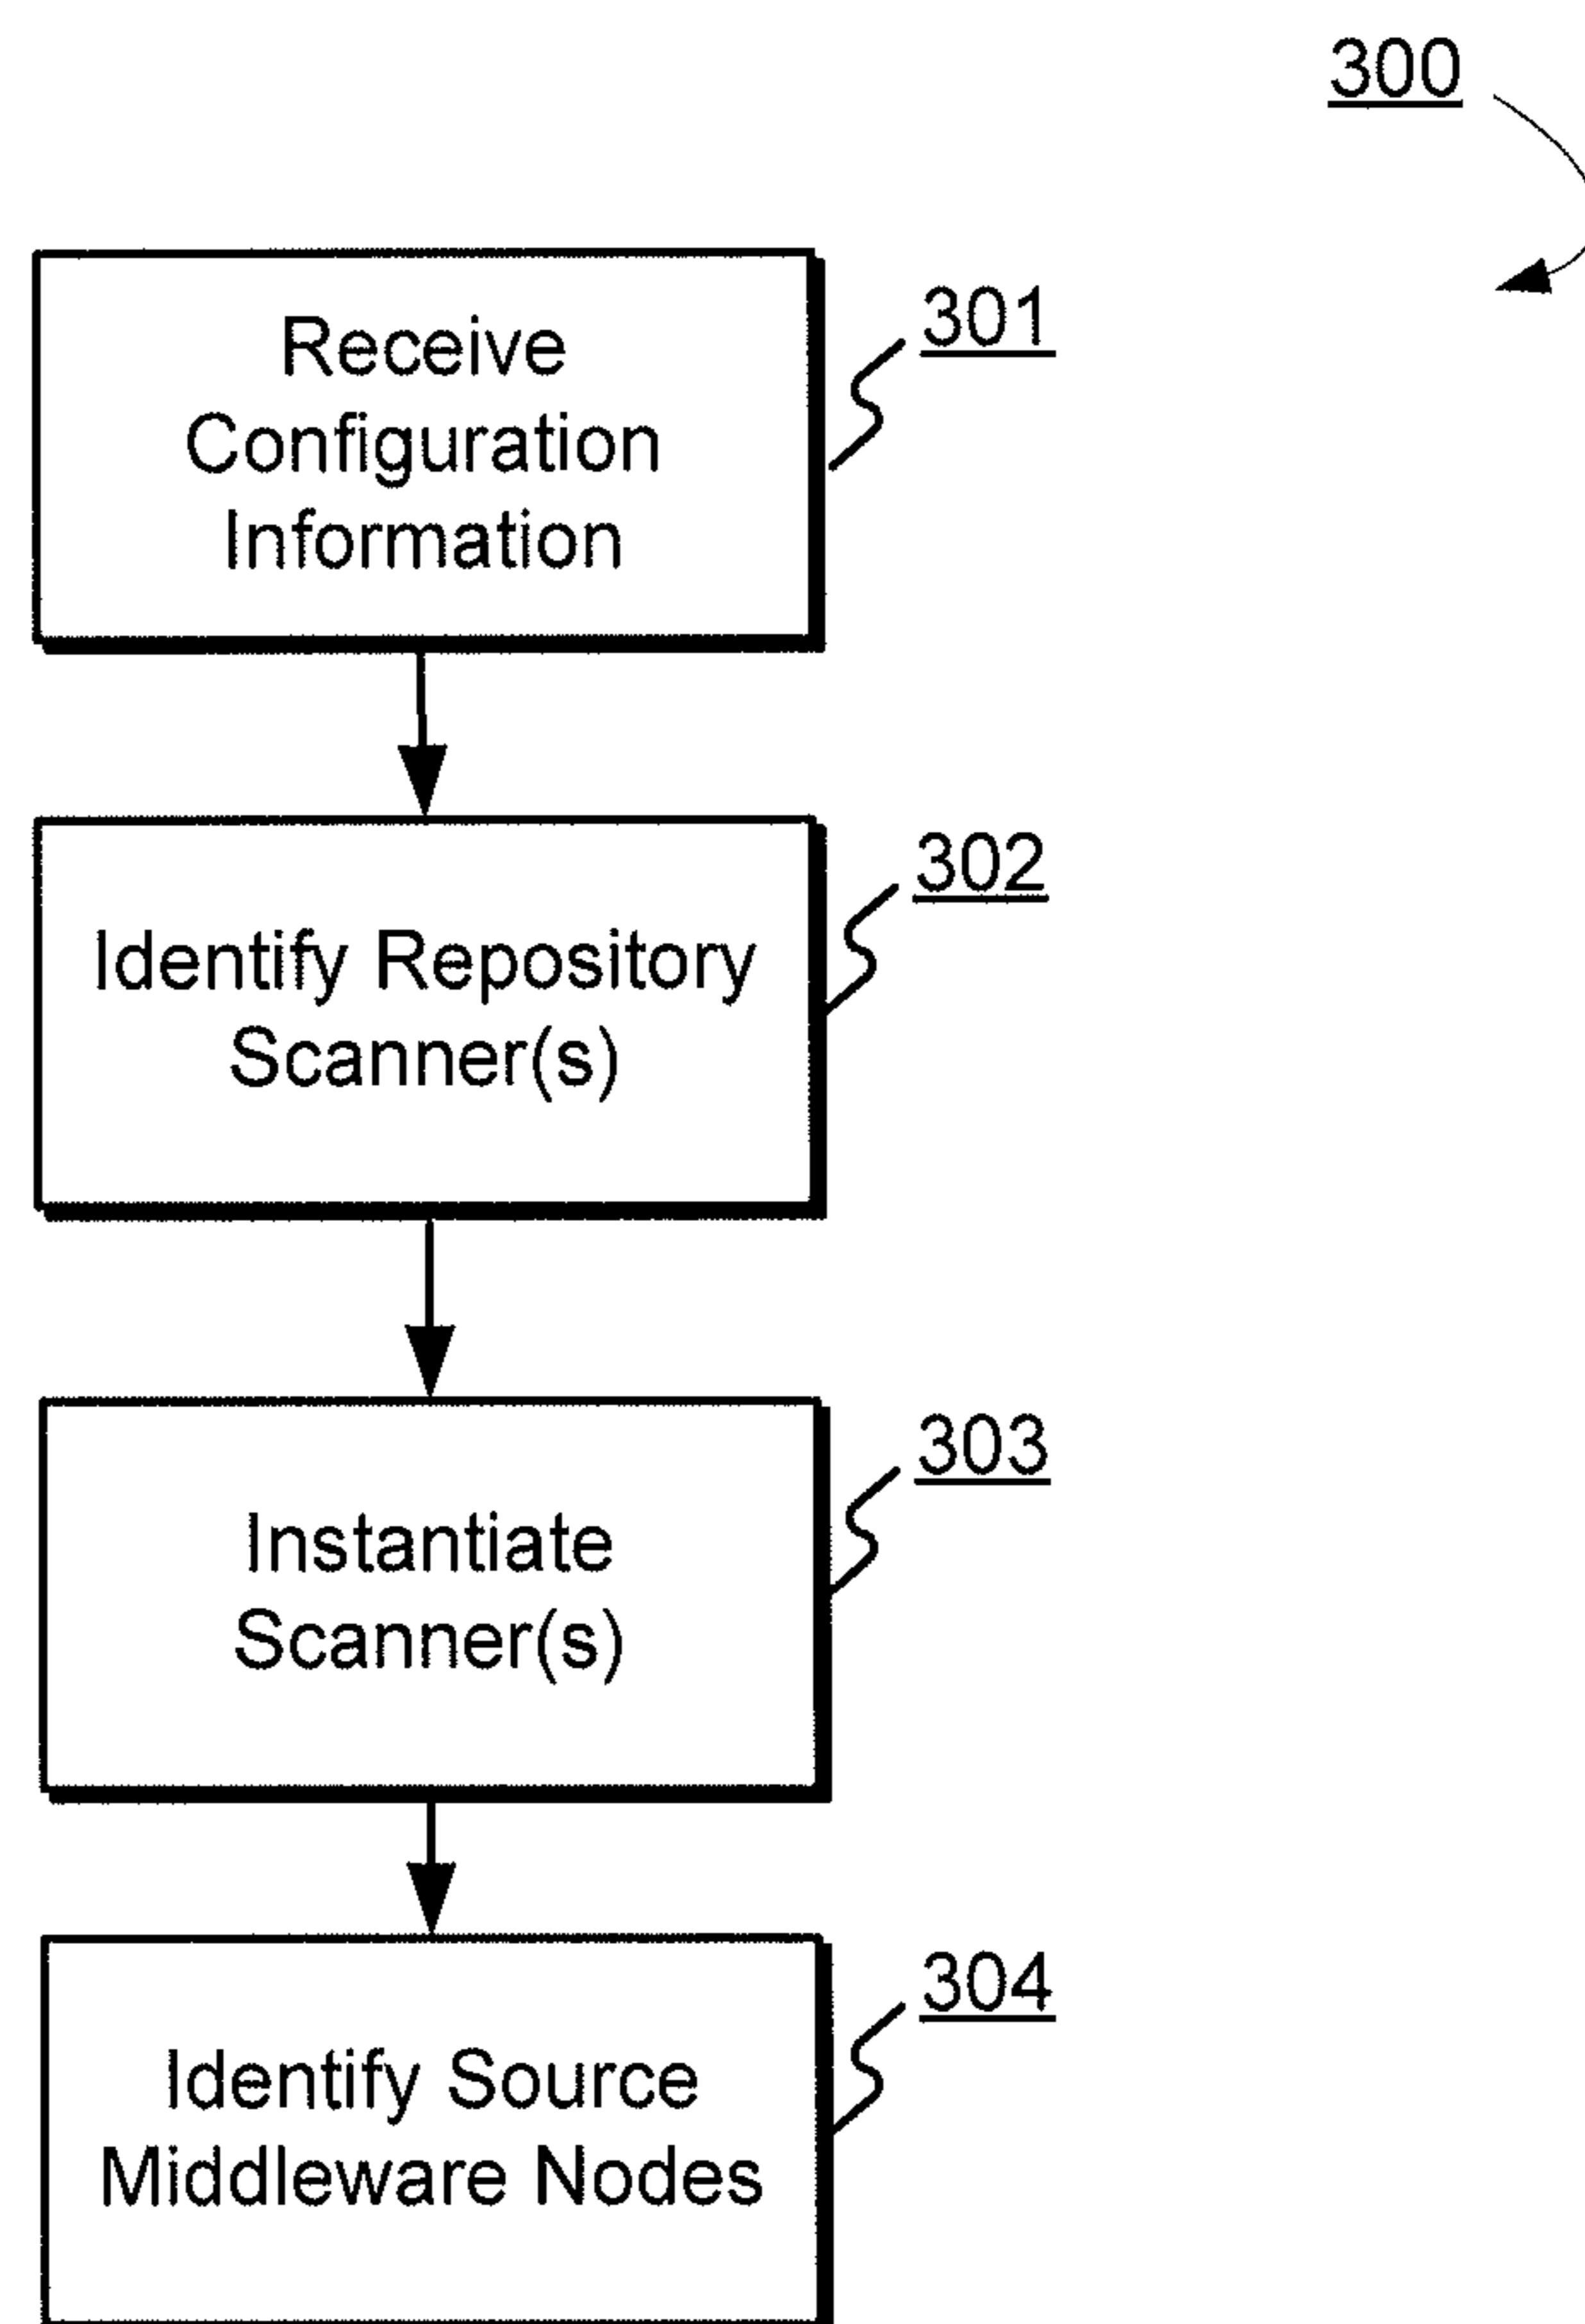 300
Receive
Configuration
Information
301
Identify Repository
Scanner(s)
302
Instantiate
Scanner(s)
303
Identify Source
Middleware Nodes
304